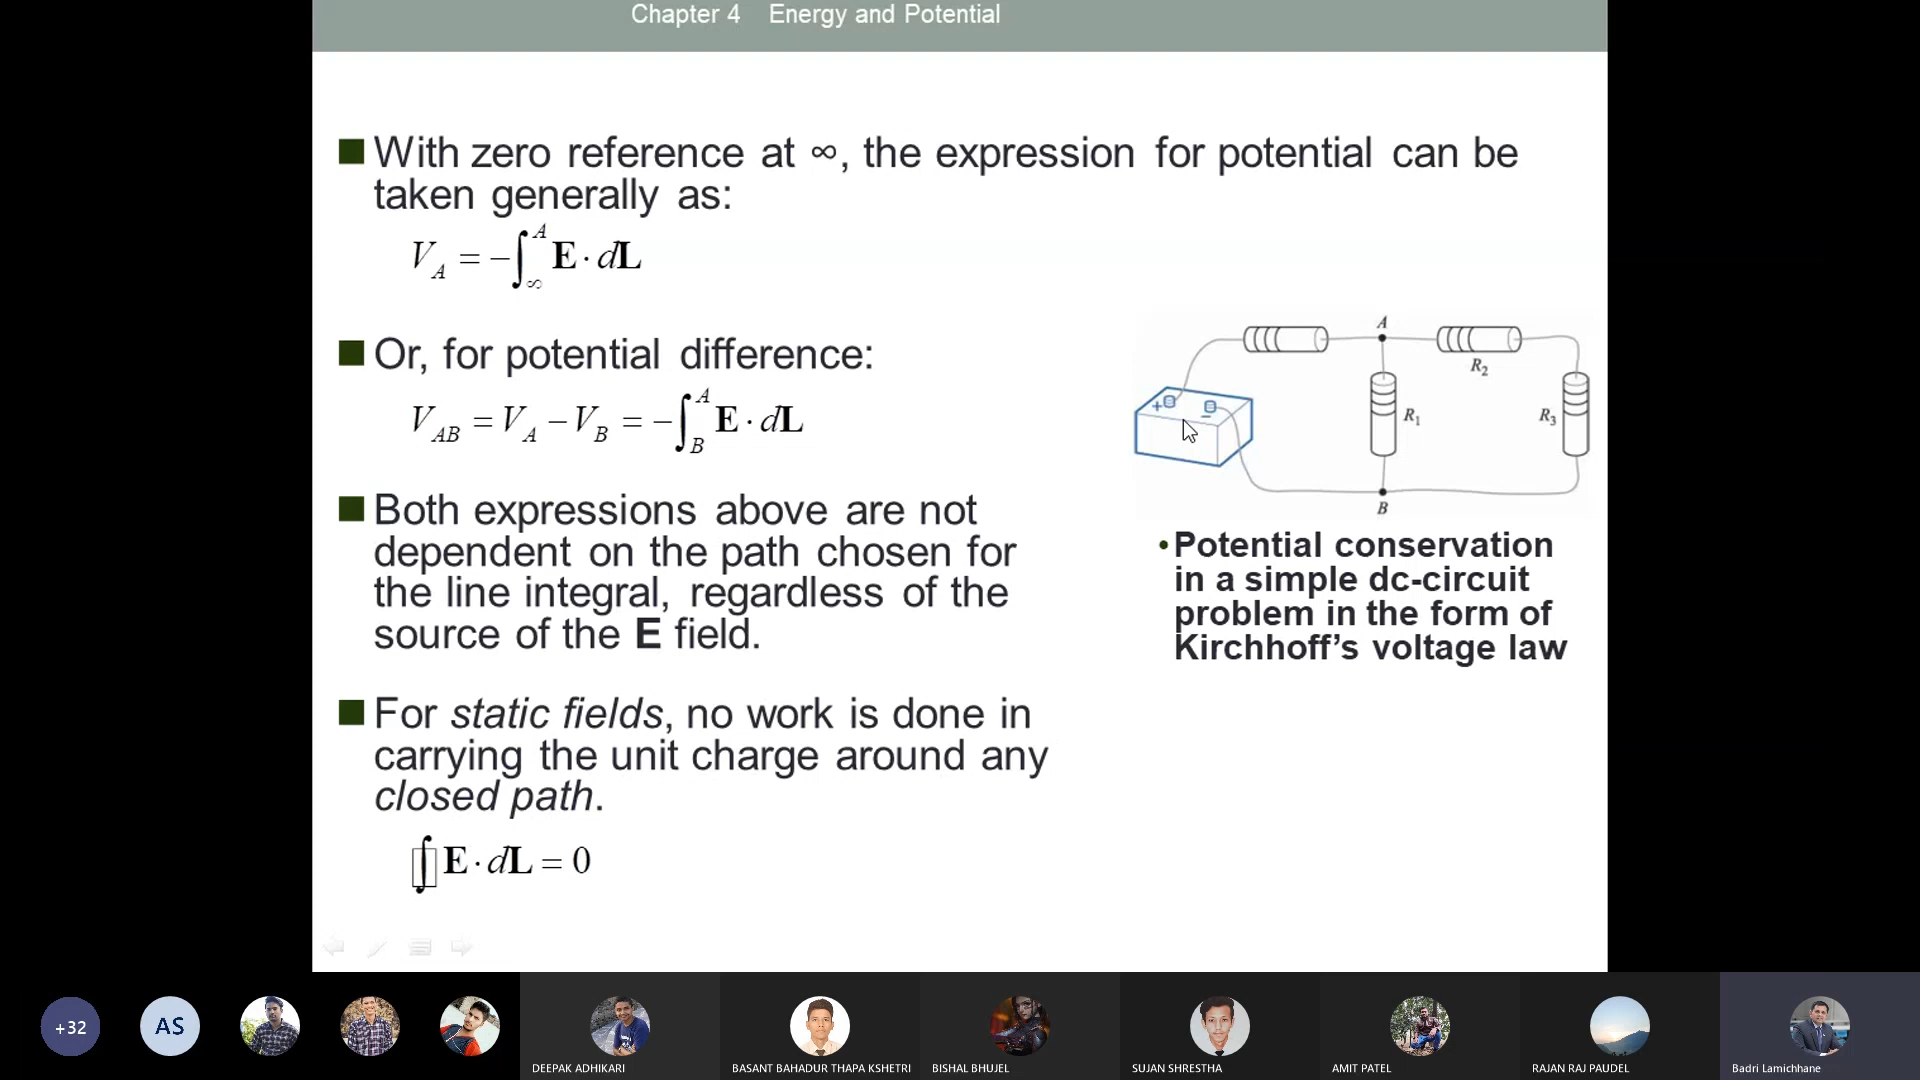 Chapter 4 Energy and Potential
With zero reference at ∞, the expression for potential can be
taken generally as:
V_A = −∫_∞^A E · dL
Or, for potential difference:
V_AB = V_A − V_B = −∫_B^A E · dL
Both expressions above are not
dependent on the path chosen for
the line integral, regardless of the
source of the E field.
For static fields, no work is done in
carrying the unit charge around any
closed path.
∮ E · dL = 0
A
R₂
+
−
R₁
R₃
B
• Potential conservation
in a simple dc-circuit
problem in the form of
Kirchhoff’s voltage law
+32
AS
DEEPAK ADHIKARI
BASANT BAHADUR THAPA KSHETRI
BISHAL BHUJEL
SUJAN SHRESTHA
AMIT PATEL
RAJAN RAJ PAUDEL
Badri Lamichhane